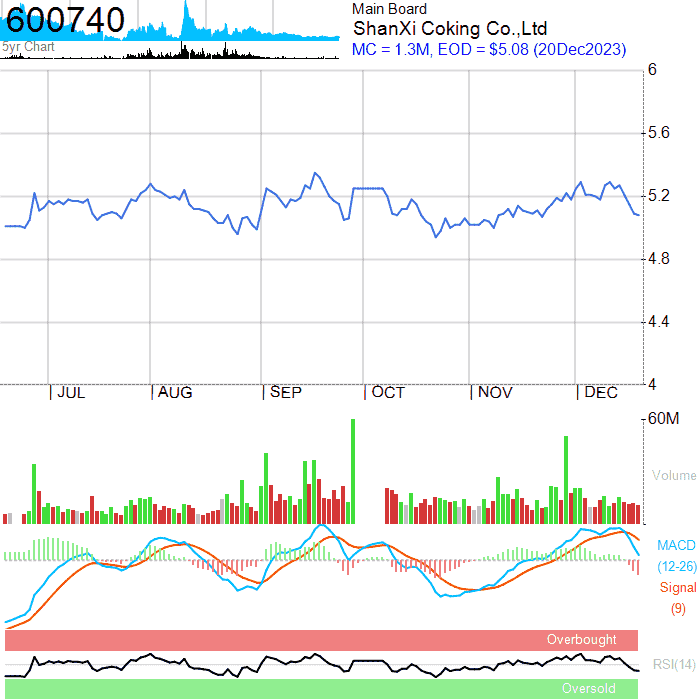 600740
5yr Chart
Main Board
ShanXi Coking Co.,Ltd
MC = 1.3M, EOD = $5.08 (20Dec2023)
6
5.6
5.2
4.8
4.4
4
JUL
AUG
SEP
OCT
NOV
DEC
60M
Volume
MACD
(12-26)
Signal
(9)
Overbought
RSI(14)
Oversold